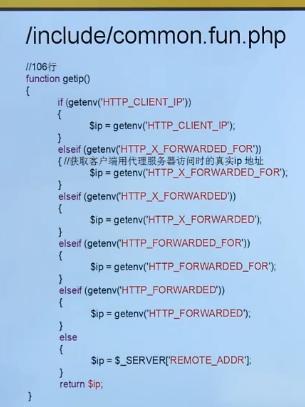 /include/common.fun.php
//106行
function getip()
{
if (getenv('HTTP_CLIENT_IP'))
{
$ip = getenv('HTTP_CLIENT_IP');
}
elseif (getenv('HTTP_X_FORWARDED_FOR'))
{ //获取客户端用代理服务器访问时的真实ip 地址
$ip = getenv('HTTP_X_FORWARDED_FOR');
}
elseif (getenv('HTTP_X_FORWARDED'))
{
$ip = getenv('HTTP_X_FORWARDED');
}
elseif (getenv('HTTP_FORWARDED_FOR'))
{
$ip = getenv('HTTP_FORWARDED_FOR');
}
elseif (getenv('HTTP_FORWARDED'))
{
$ip = getenv('HTTP_FORWARDED');
}
else
{
$ip = $_SERVER['REMOTE_ADDR'];
}
return $ip;
}